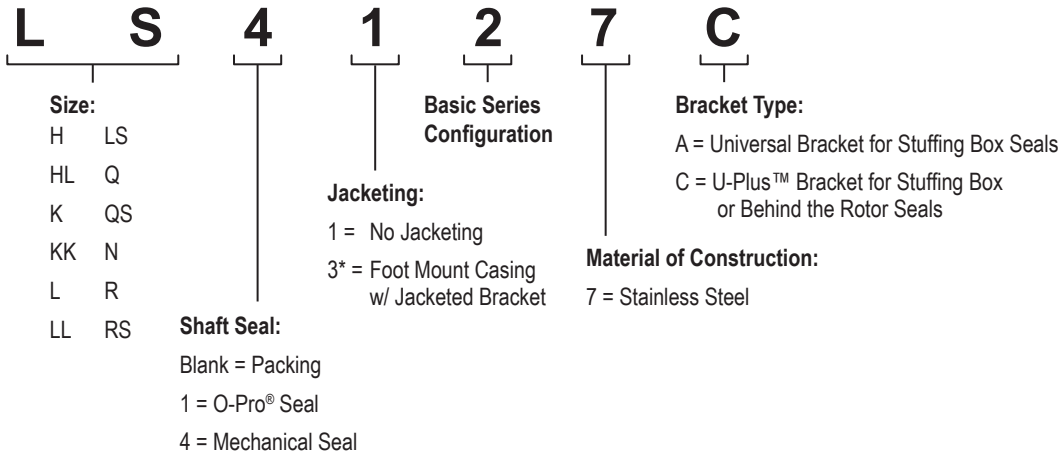 L S 4 1 2 7 C
Size:
H LS
HL Q
K QS
KK N
L R
LL RS
Shaft Seal:
Blank = Packing
1 = O-Pro® Seal
4 = Mechanical Seal
Jacketing:
1 = No Jacketing
3* = Foot Mount Casing
w/ Jacketed Bracket
Basic Series
Configuration
Material of Construction:
7 = Stainless Steel
Bracket Type:
A = Universal Bracket for Stuffing Box Seals
C = U-Plus™ Bracket for Stuffing Box
or Behind the Rotor Seals